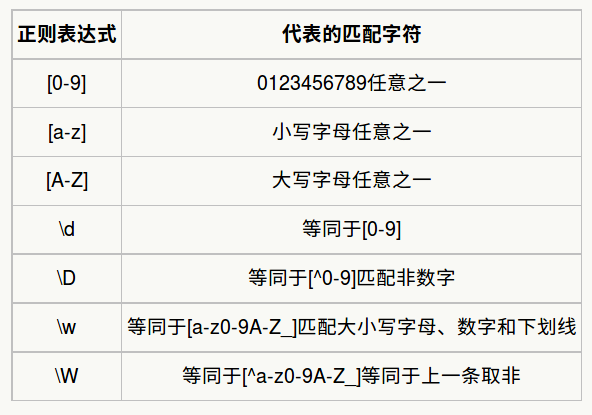 正则表达式 代表的匹配字符
[0-9] 0123456789任意之一
[a-z] 小写字母任意之一
[A-Z] 大写字母任意之一
\d 等同于[0-9]
\D 等同于[^0-9]匹配非数字
\w 等同于[a-z0-9A-Z_]匹配大小写字母、数字和下划线
\W 等同于[^a-z0-9A-Z_]等同于上一条取非